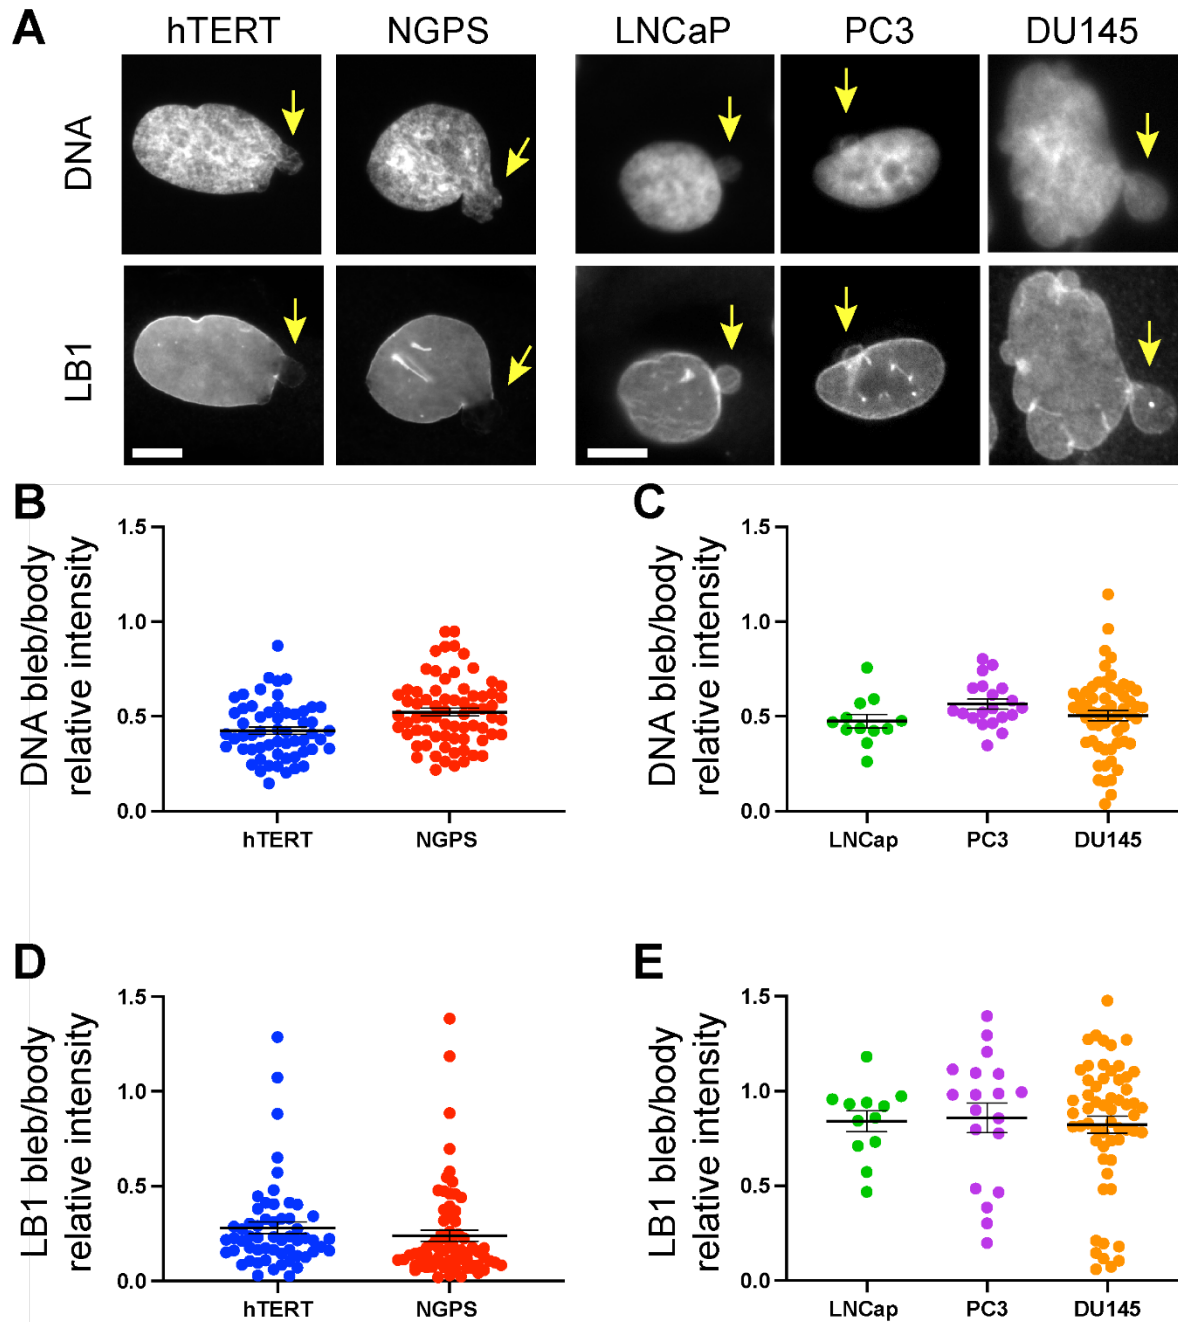 A
hTERT NGPS LNCaP PC3 DU145
DNA
LB1
B
DNA bleb/body
relative intensity
1.5
1.0
0.5
0.0
hTERT NGPS
C
DNA bleb/body
relative intensity
1.5
1.0
0.5
0.0
LNCap PC3 DU145
D
LB1 bleb/body
relative intensity
1.5
1.0
0.5
0.0
hTERT NGPS
E
LB1 bleb/body
relative intensity
1.5
1.0
0.5
0.0
LNCap PC3 DU145